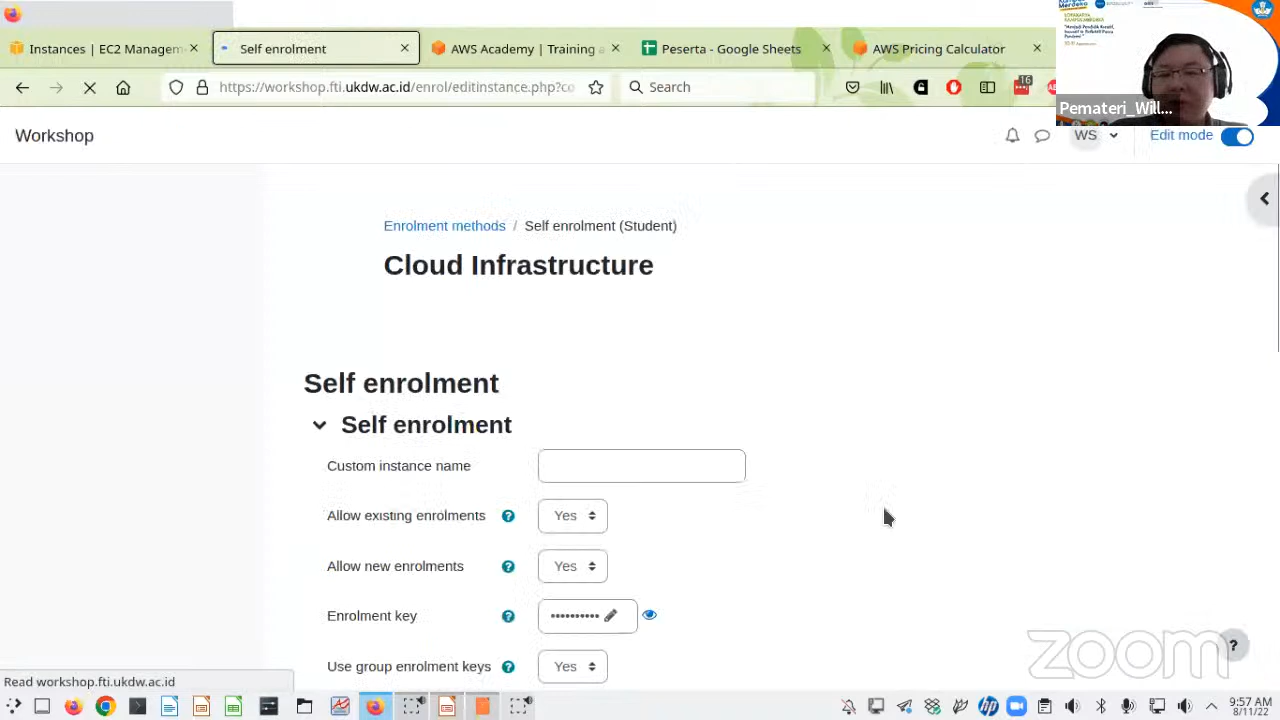 Instances | EC2 Managem
Self enrolment
AWS Academy Learning
Peserta - Google Sheets
AWS Pricing Calculator
https://workshop.fti.ukdw.ac.id/enrol/editinstance.php?co
Search
16
Pemateri_Will...
Workshop
WS
Edit mode
Enrolment methods / Self enrolment (Student)
Cloud Infrastructure
Self enrolment
Self enrolment
Custom instance name
Allow existing enrolments
Yes
Allow new enrolments
Yes
Enrolment key
Use group enrolment keys
Yes
zoom
Read workshop.fti.ukdw.ac.id
9:57 AM
8/11/22